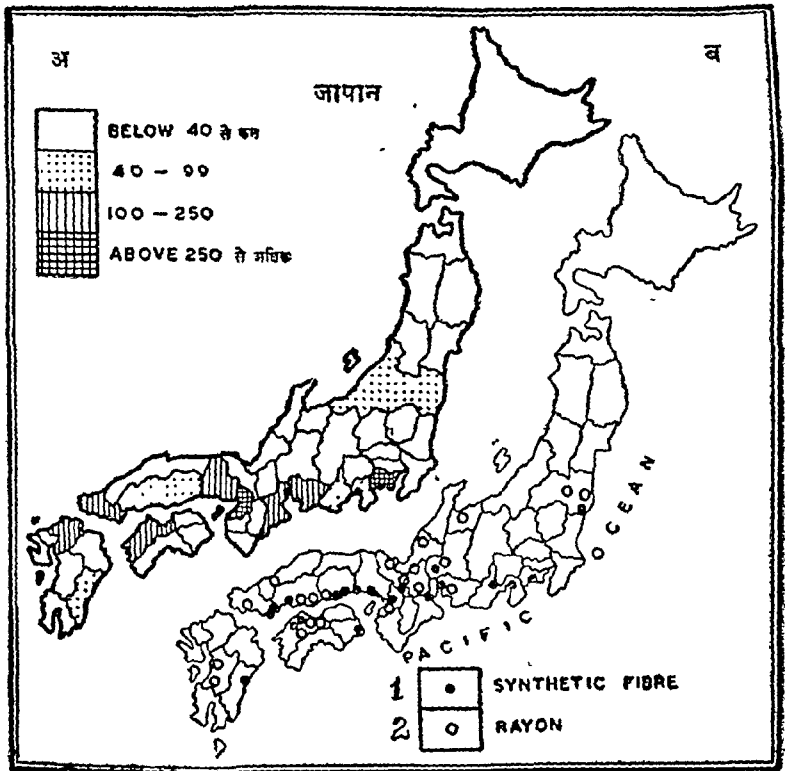 अ
ब
जापान
BELOW 40 से कम
40 – 99
100 – 250
ABOVE 250 से अधिक
PACIFIC OCEAN
1 SYNTHETIC FIBRE
2 RAYON